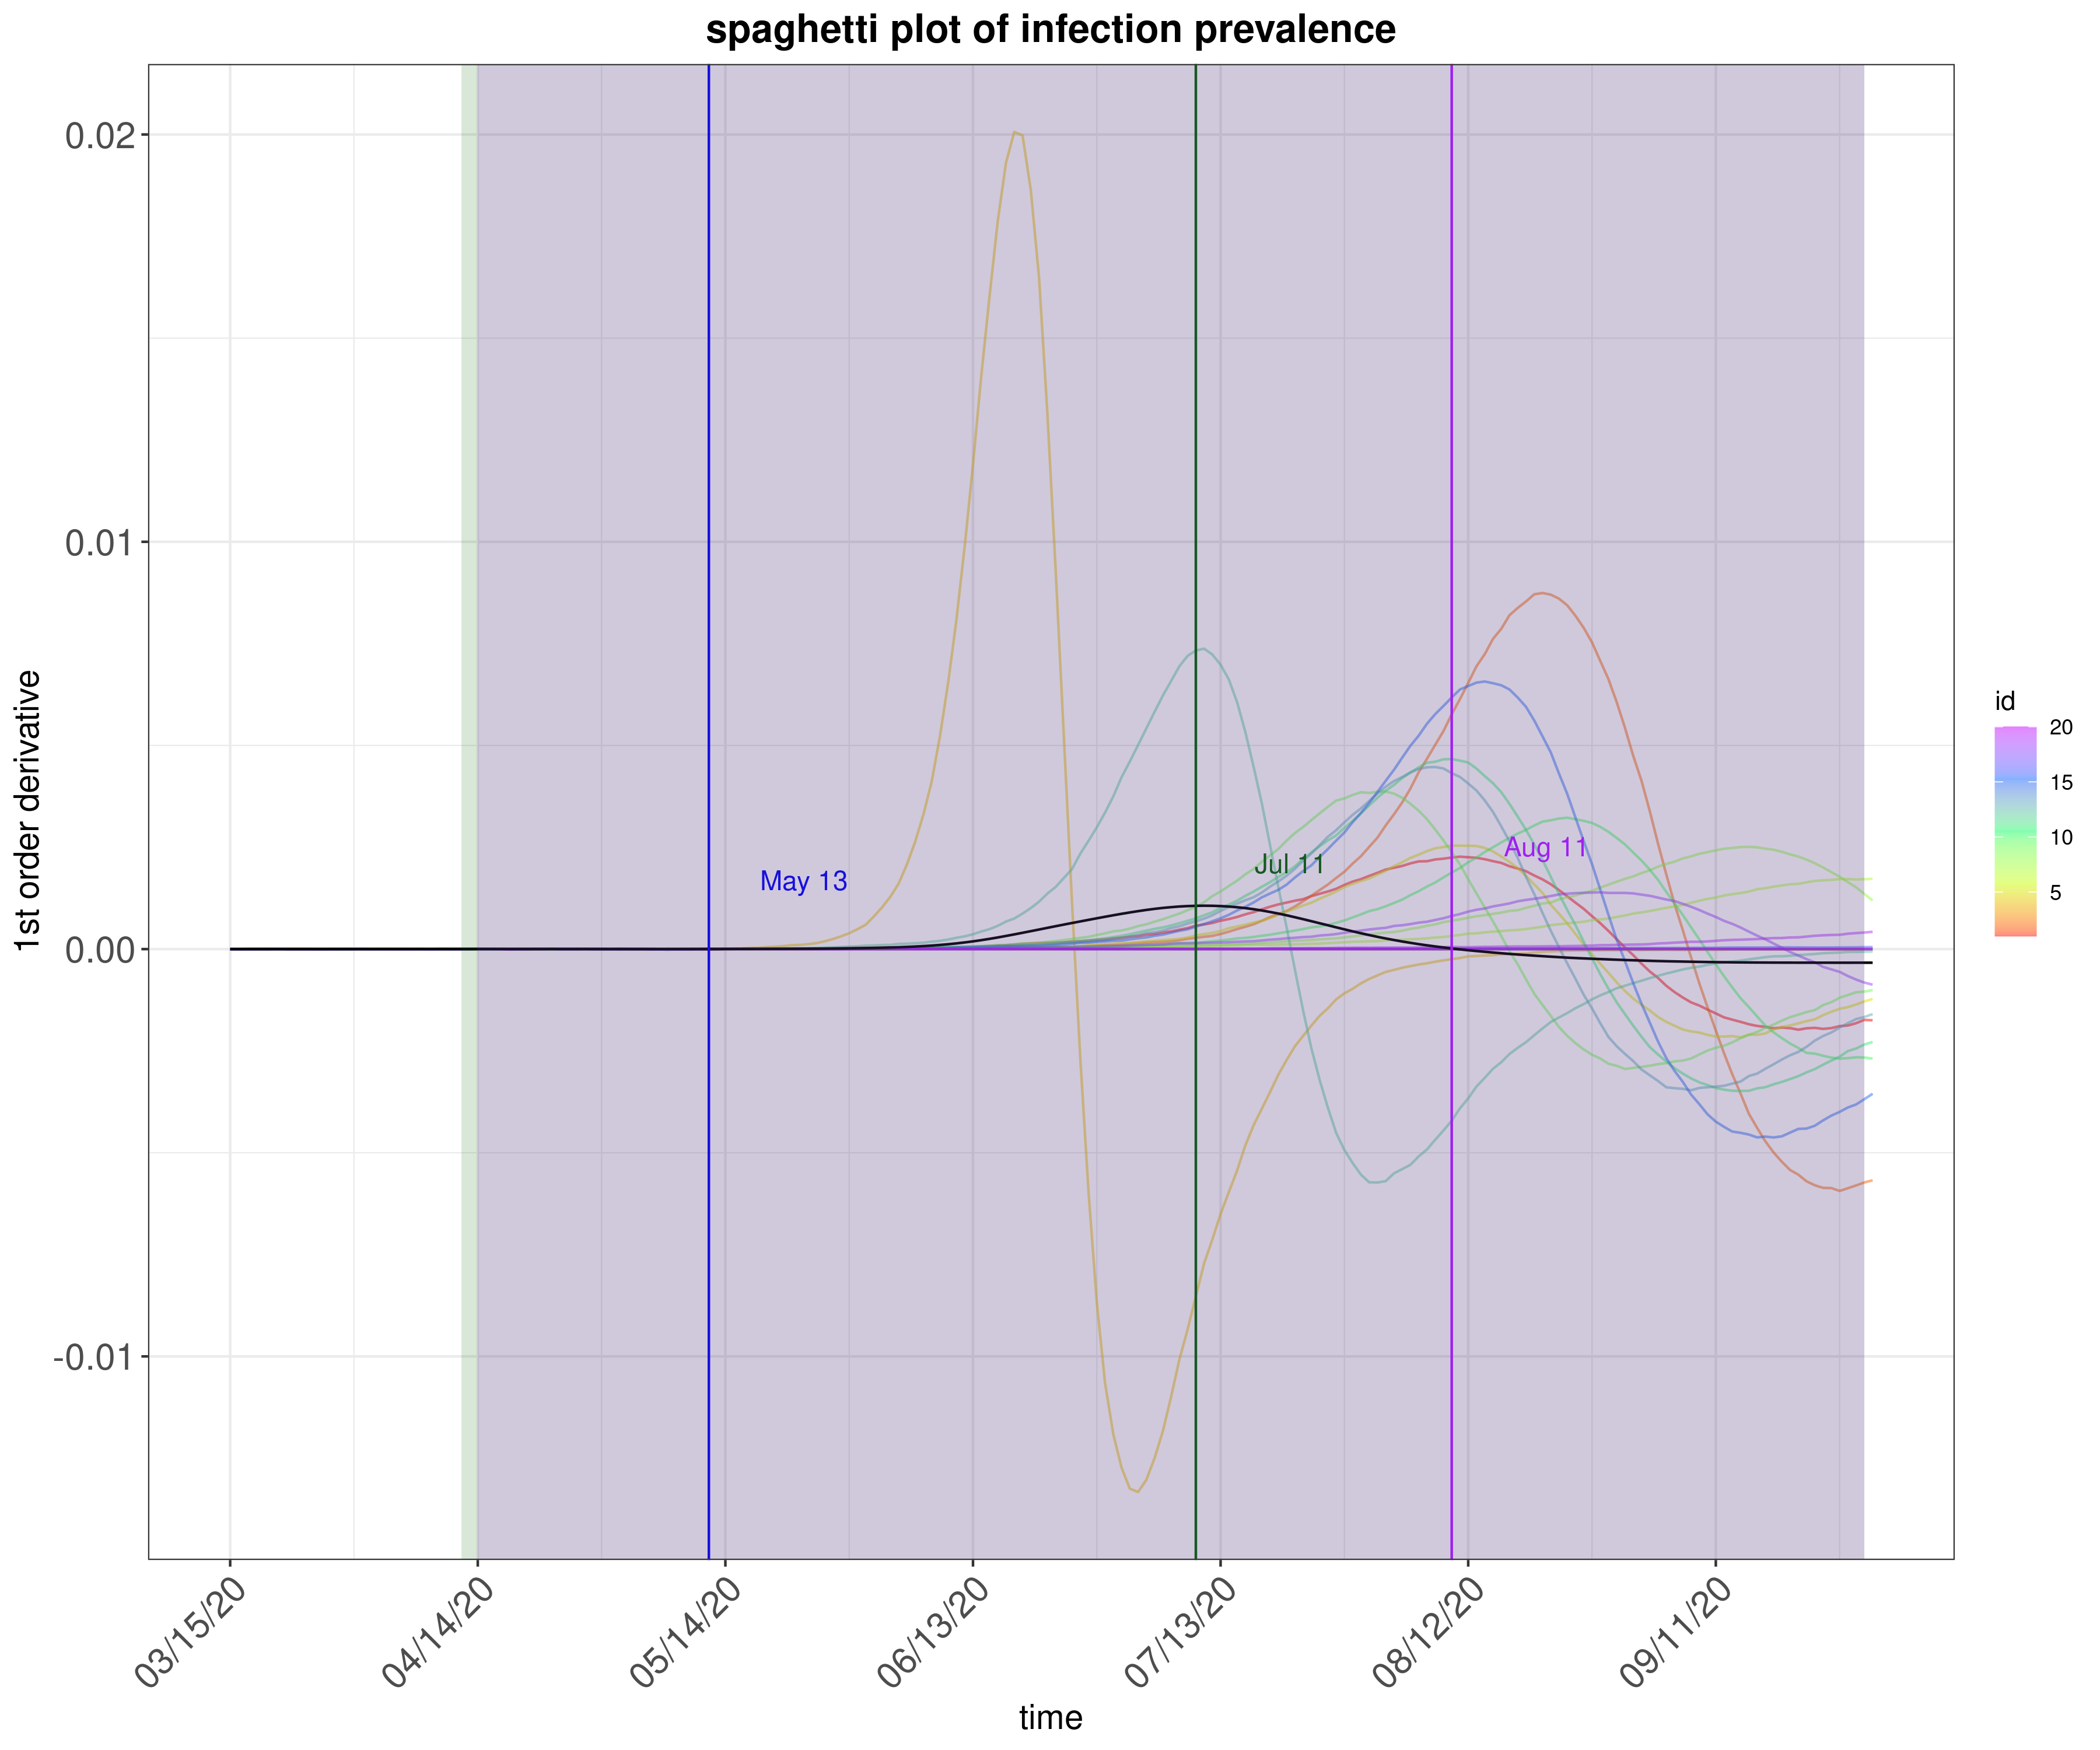 spaghetti plot of infection prevalence
1st order derivative
0.02
0.01
0.00
-0.01
May 13
Jul 11
Aug 11
id
20
15
10
5
03/15/20
04/14/20
05/14/20
06/13/20
07/13/20
08/12/20
09/11/20
time